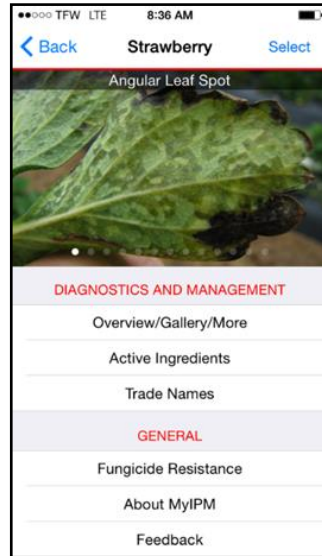 TFW LTE 8:36 AM
Back Strawberry Select
Angular Leaf Spot
DIAGNOSTICS AND MANAGEMENT
Overview/Gallery/More
Active Ingredients
Trade Names
GENERAL
Fungicide Resistance
About MyIPM
Feedback